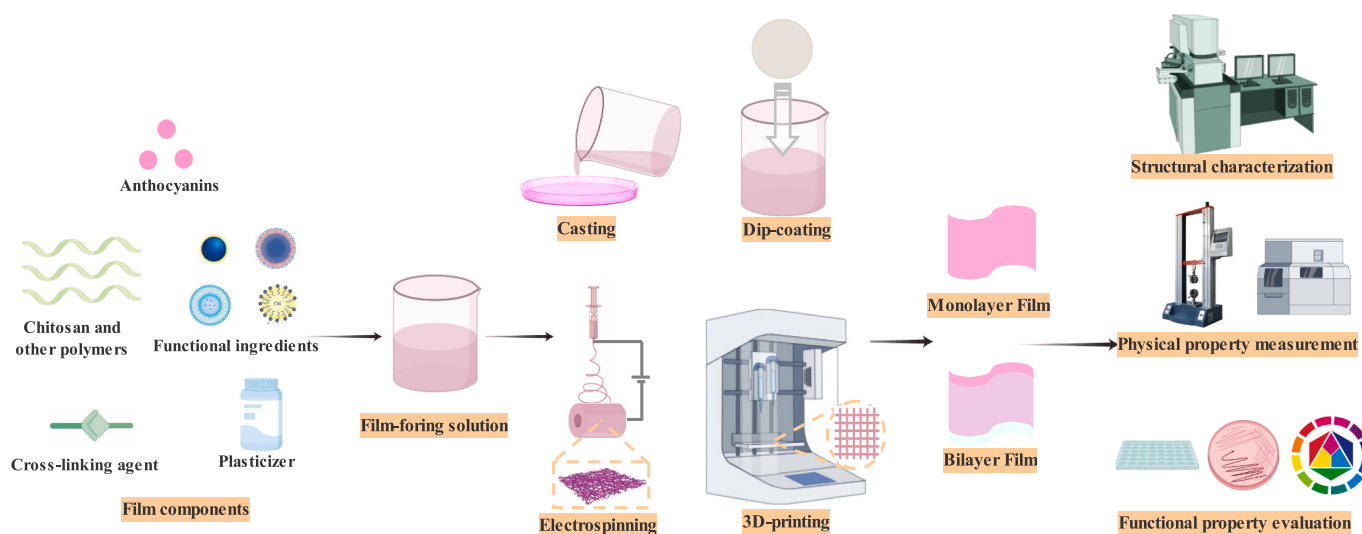 Anthocyanins
Chitosan and
other polymers
Functional ingredients
Cross-linking agent
Plasticizer
Film components
Film-foring solution
Casting
Dip-coating
Electrospinning
3D-printing
Monolayer Film
Bilayer Film
Structural characterization
Physical property measurement
Functional property evaluation